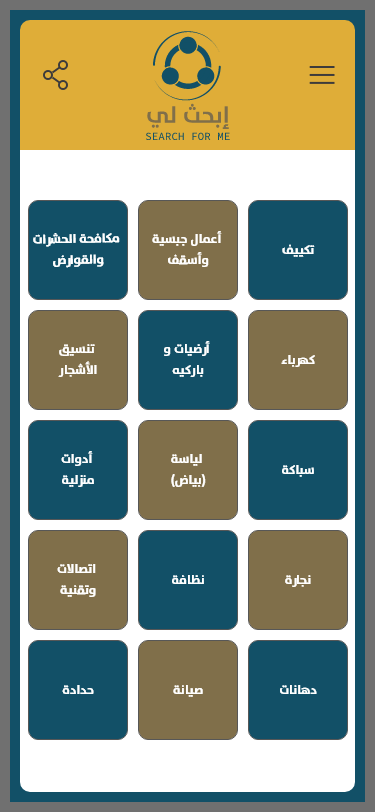 إبحث لي
SEARCH FOR ME
تكييف
أعمال جبسية
وأسقف
مكافحة الحشرات
والقوارض
كهرباء
أرضيات و
باركيه
تنسيق
الأشجار
سباكة
لياسة
(بياض)
أدوات
منزلية
نجارة
نظافة
اتصالات
وتقنية
دهانات
صيانة
حدادة